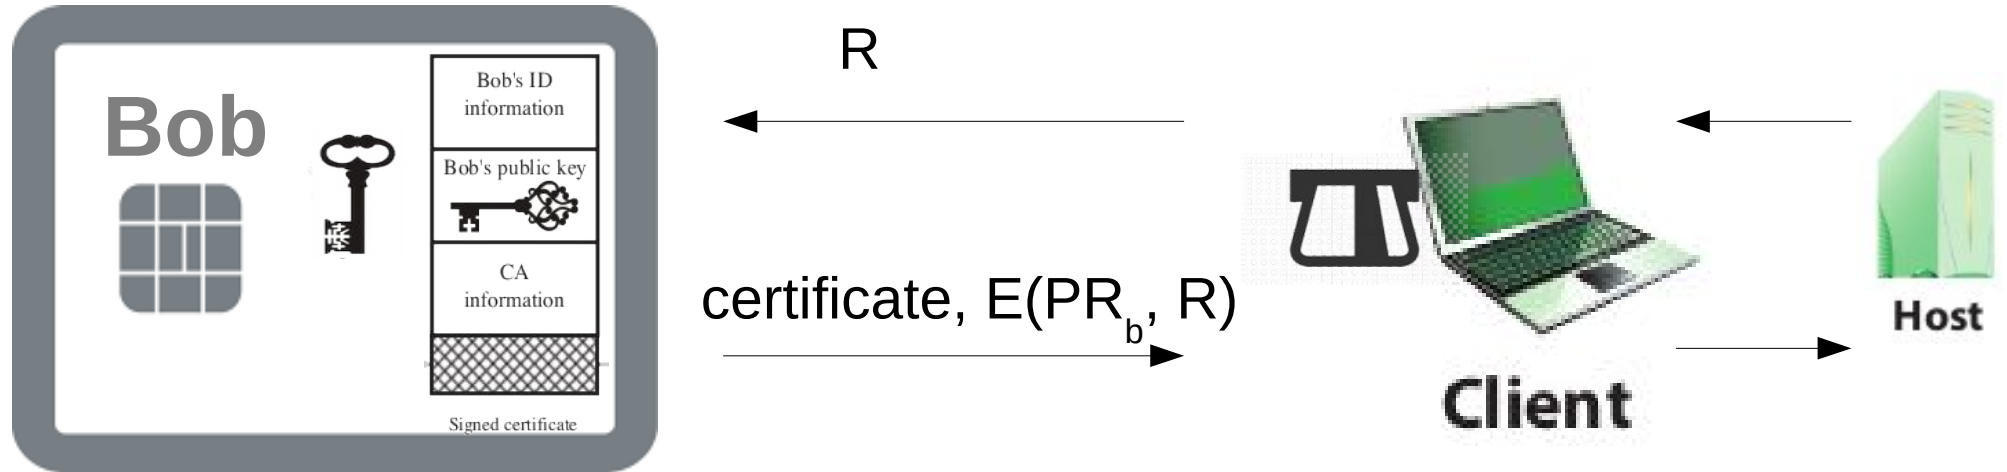 Bob
Bob's ID
information
Bob's public key
CA
information
Signed certificate
R
certificate, E(PRb, R)
Client
Host